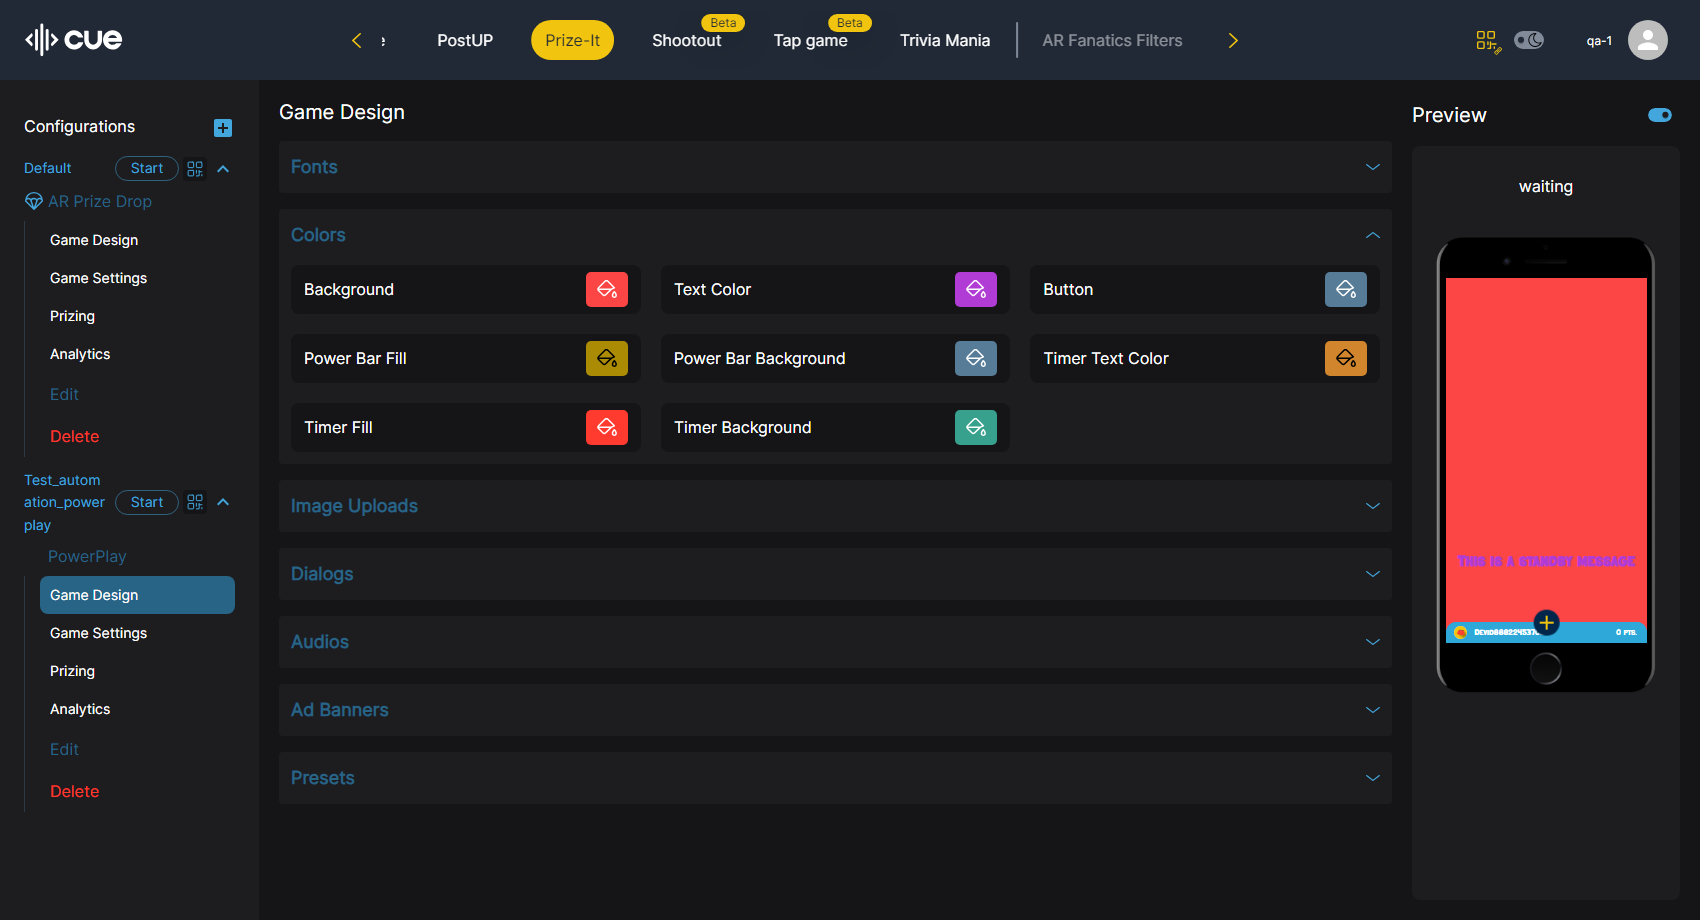 cue
PostUP
Prize-It
Shootout
Beta
Tap game
Beta
Trivia Mania
AR Fanatics Filters
qa-1
Configurations
Default
Start
AR Prize Drop
Game Design
Game Settings
Prizing
Analytics
Edit
Delete
Test_autom
ation_power
play
Start
PowerPlay
Game Design
Game Settings
Prizing
Analytics
Edit
Delete
Game Design
Fonts
Colors
Background
Text Color
Button
Power Bar Fill
Power Bar Background
Timer Text Color
Timer Fill
Timer Background
Image Uploads
Dialogs
Audios
Ad Banners
Presets
Preview
waiting
This is a standby message
0 pts.